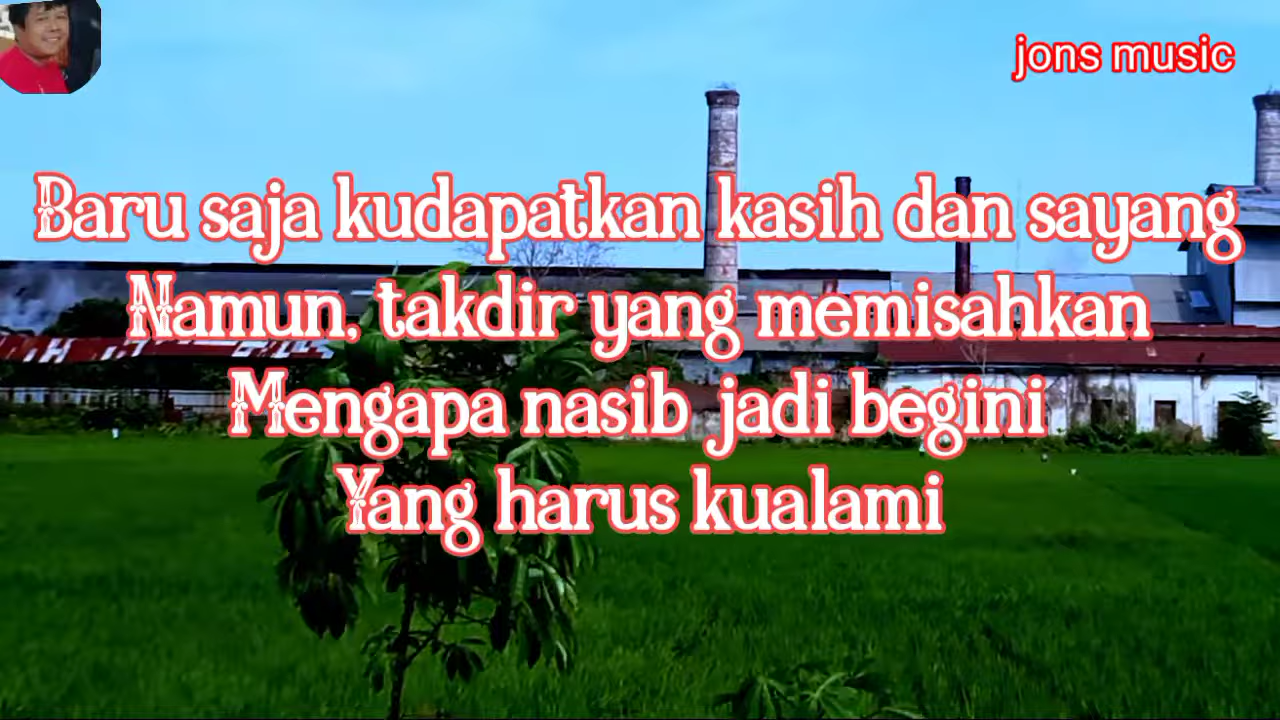 jons music
Baru saja kudapatkan kasih dan sayang
Namun, takdir yang memisahkan
Mengapa nasib jadi begini
Yang harus kualami